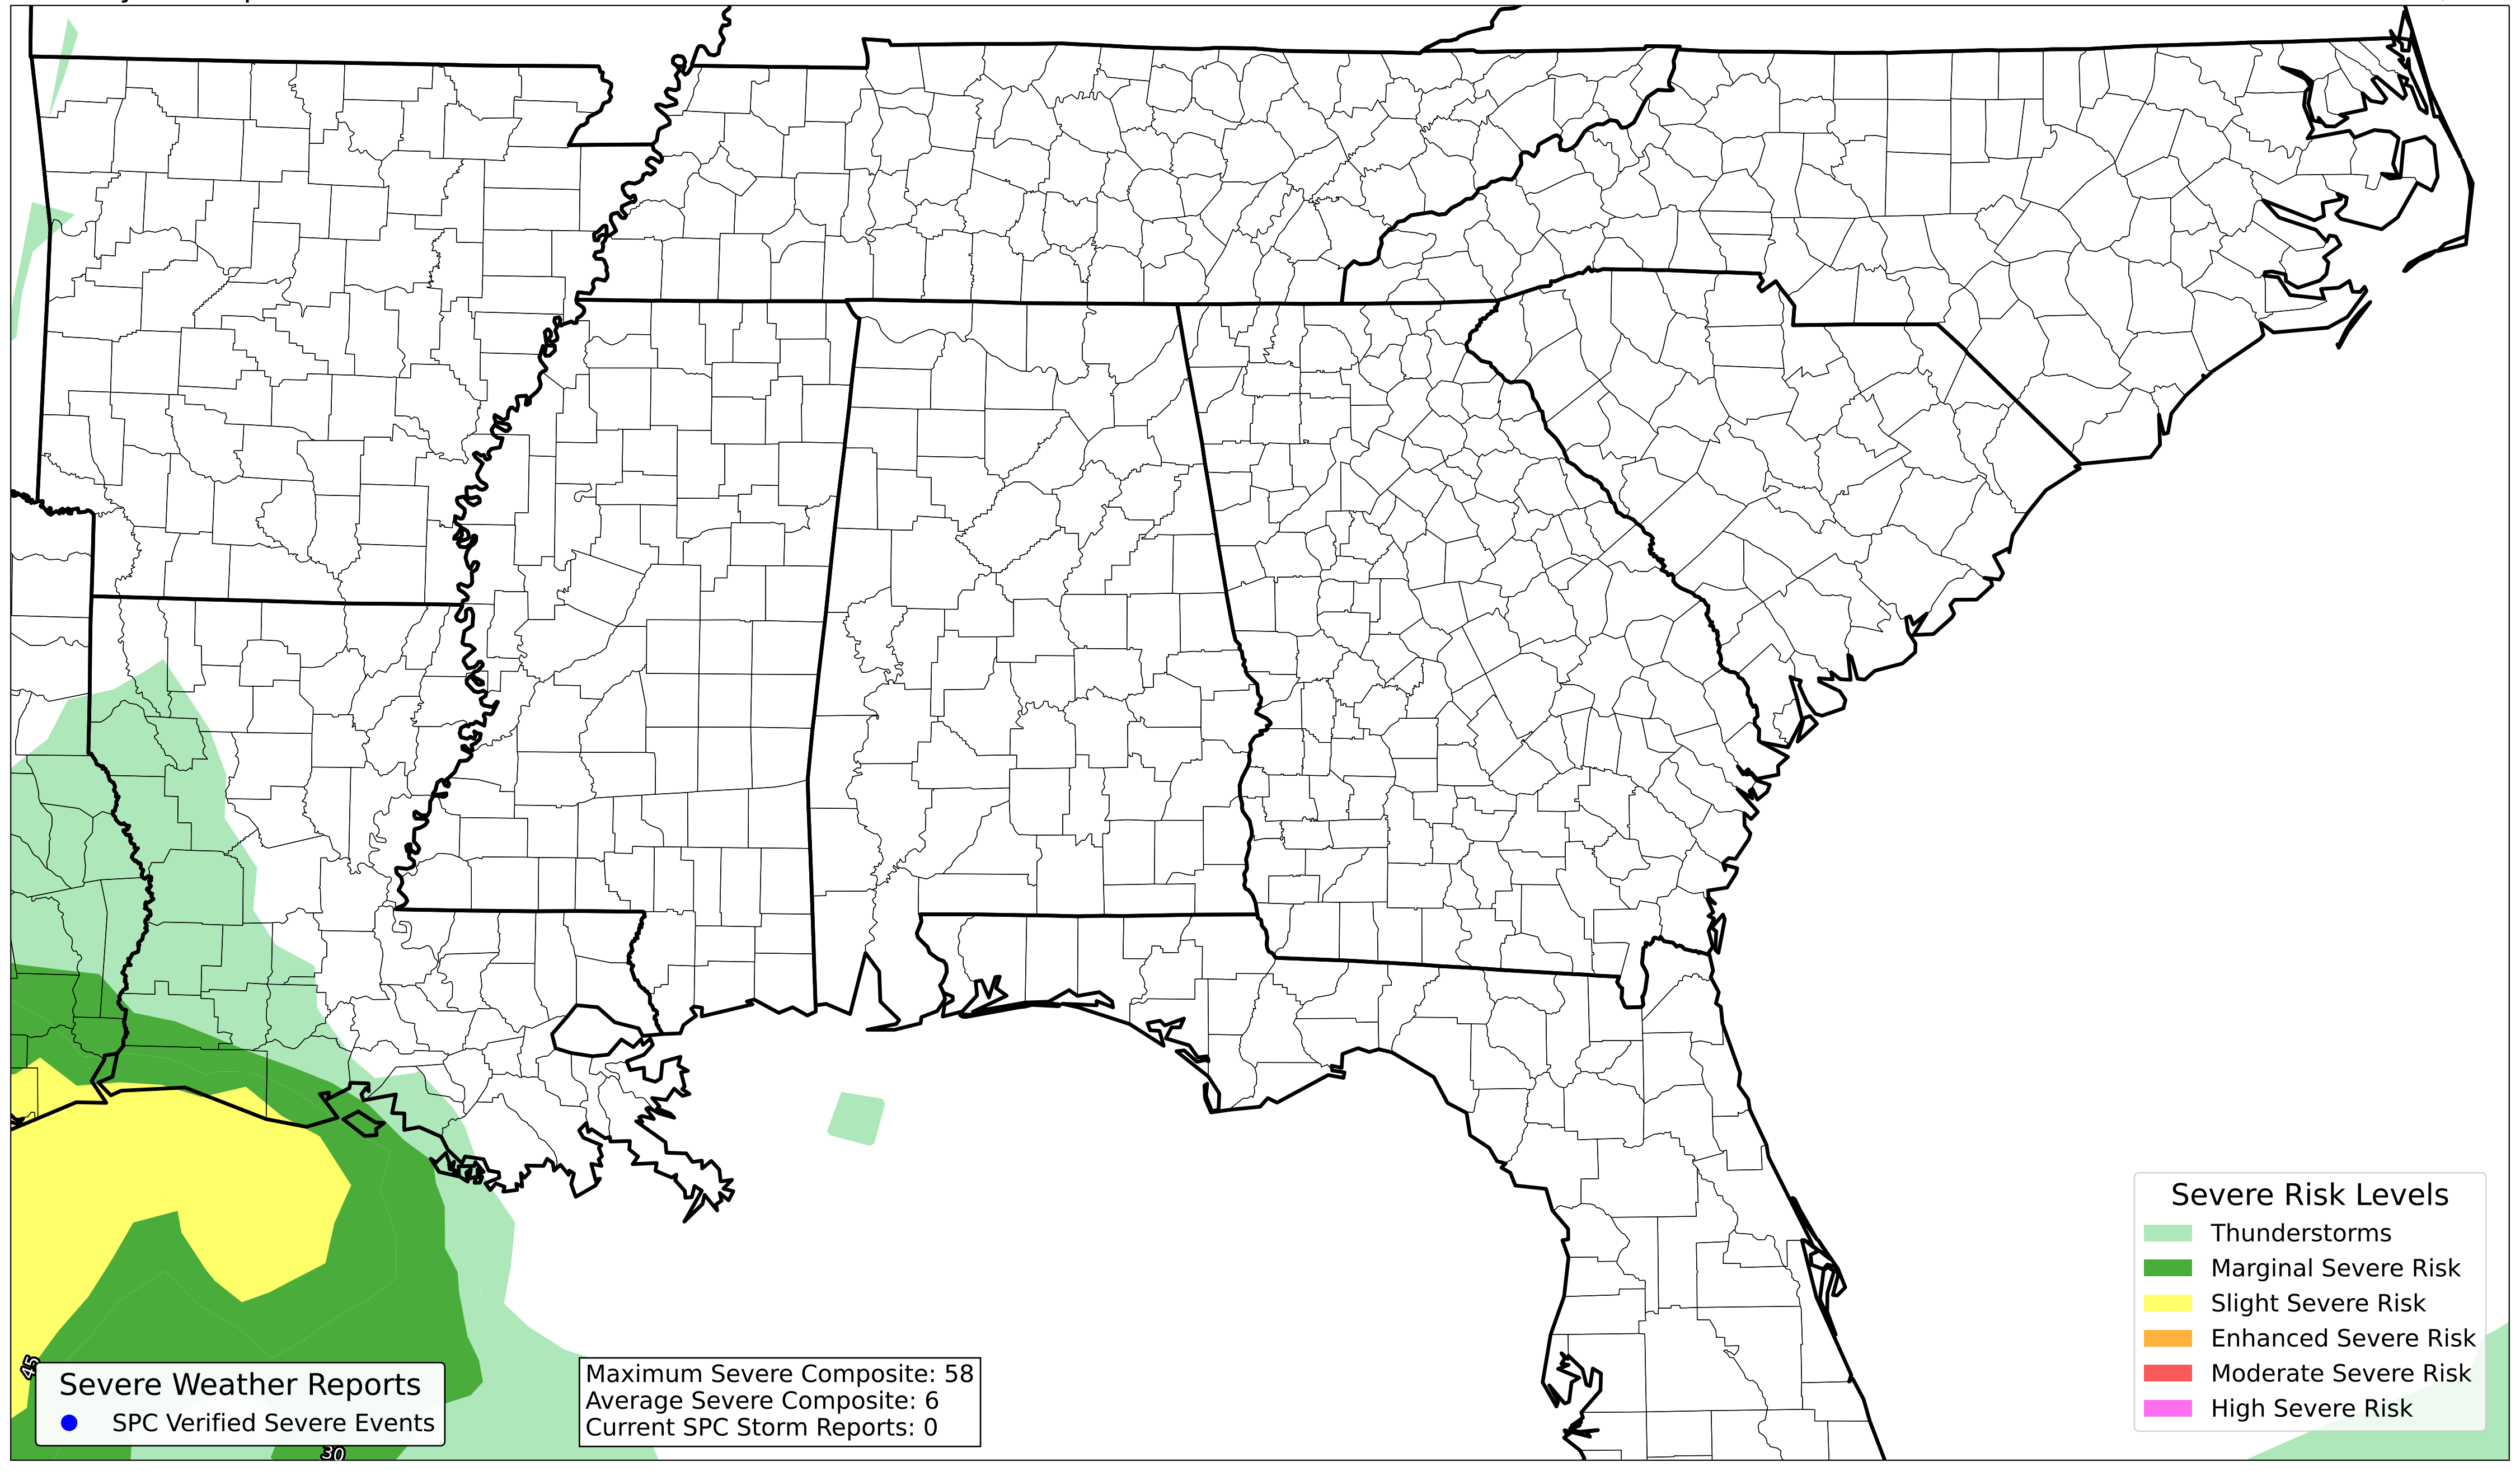 45
30
Severe Weather Reports
SPC Verified Severe Events
Maximum Severe Composite: 58
Average Severe Composite: 6
Current SPC Storm Reports: 0
Severe Risk Levels
Thunderstorms
Marginal Severe Risk
Slight Severe Risk
Enhanced Severe Risk
Moderate Severe Risk
High Severe Risk